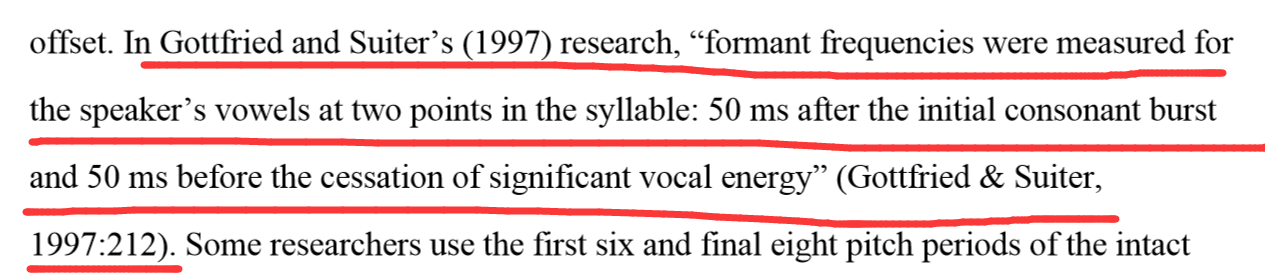 offset. In Gottfried and Suiter’s (1997) research, “formant frequencies were measured for
the speaker’s vowels at two points in the syllable: 50 ms after the initial consonant burst
and 50 ms before the cessation of significant vocal energy” (Gottfried & Suiter,
1997:212). Some researchers use the first six and final eight pitch periods of the intact